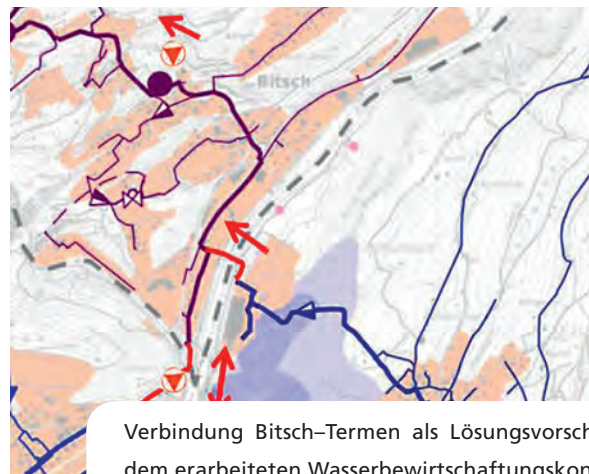 Bitsch
Verbindung Bitsch–Termen als Lösungsvorsch
dem erarbeiteten Wasserbewirtschaftungskon